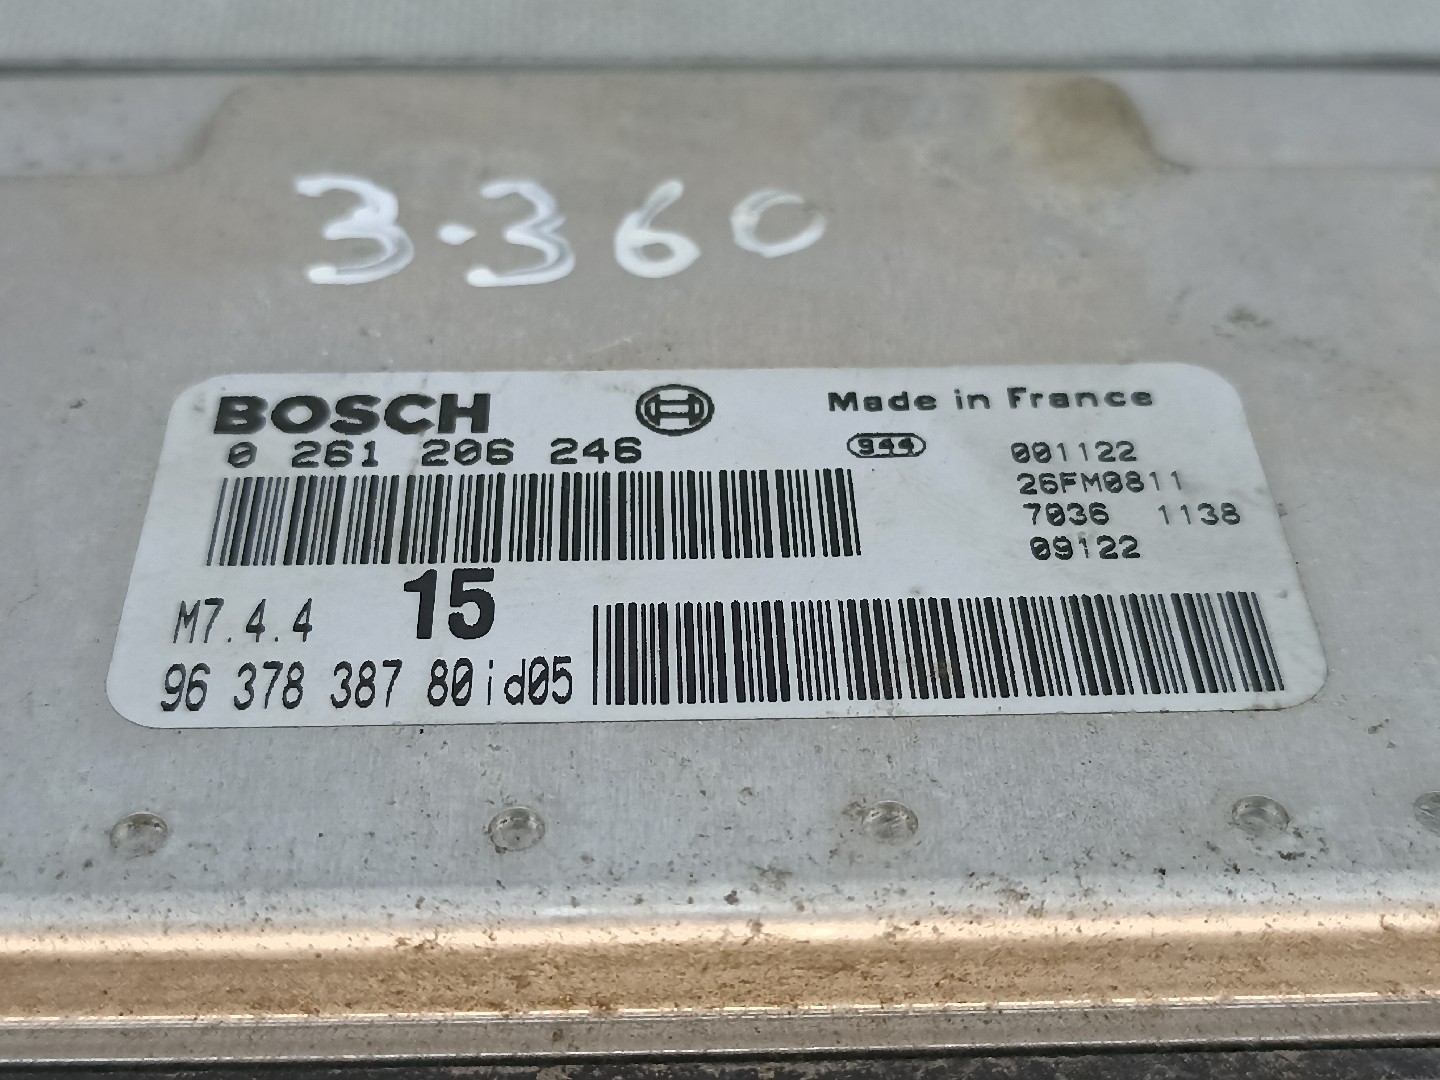 3.360
BOSCH
Made in France
0 261 206 246
944
001122
26FM0811
7036 1138
09122
M7.4.4
15
96 378 387 80id05